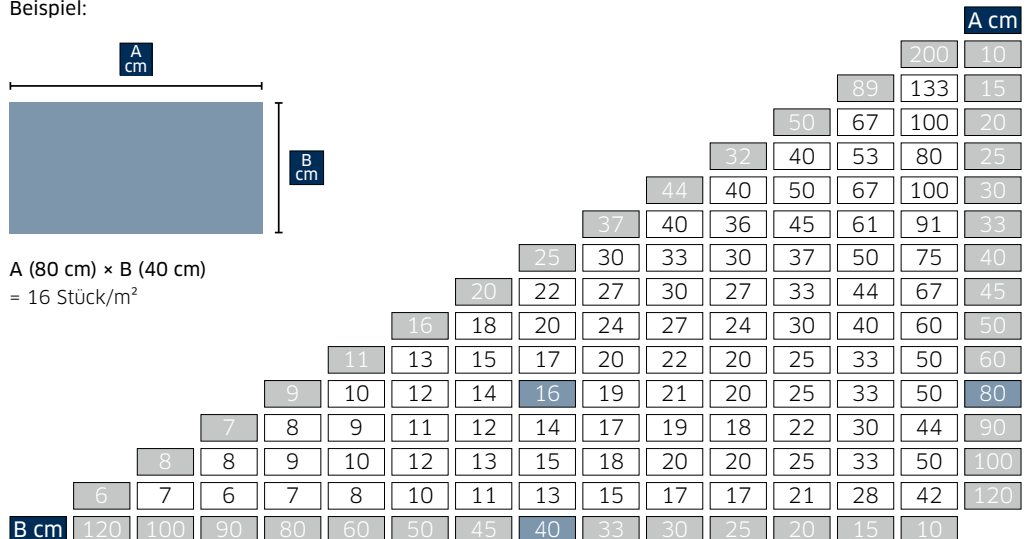 Beispiel:
A
cm
B
cm
A (80 cm) × B (40 cm)
= 16 Stück/m²
A cm
200 10
89 133 15
50 67 100 20
32 40 53 80 25
44 40 50 67 100 30
37 40 36 45 61 91 33
25 30 33 30 37 50 75 40
20 22 27 30 27 33 44 67 45
16 18 20 24 27 24 30 40 60 50
11 13 15 17 20 22 20 25 33 50 60
9 10 12 14 16 19 21 20 25 33 50 80
7 8 9 11 12 14 17 19 18 22 30 44 90
8 8 9 10 12 13 15 18 20 20 25 33 50 100
6 7 6 7 8 10 11 13 15 17 17 21 28 42 120
B cm 120 100 90 80 60 50 45 40 33 30 25 20 15 10